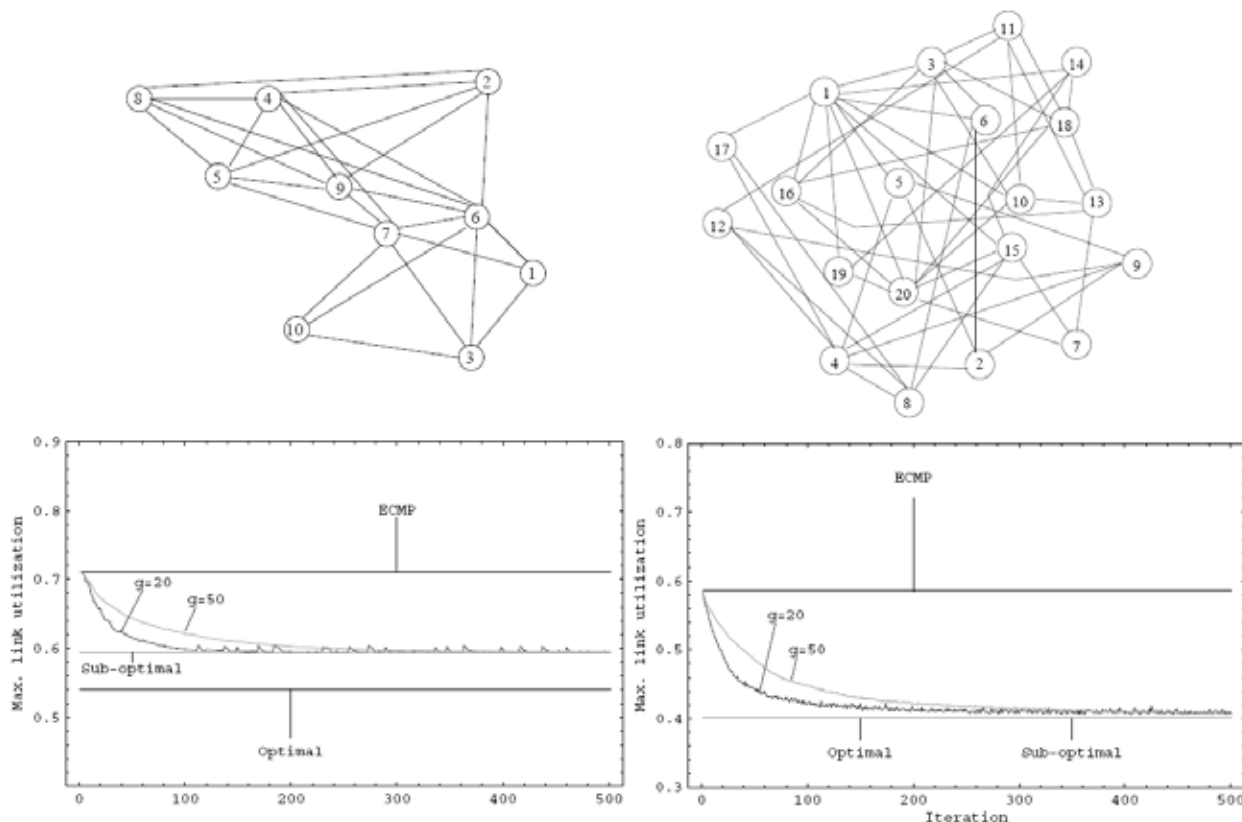 11
3
14
2
8
4
1
6
18
17
5
9
16
5
10
13
6
12
7
15
9
1
19
20
10
7
3
4
2
8
0.9
0.8
0.8
ECMP
ECMP
0.7
0.7
g=20
g=50
0.6
0.6
g=20
g=50
0.5
Sub-optimal
0.5
0.4
Optimal
Optimal
Sub-optimal
0.3
Max. link utilization
Max. link utilization
0 100 200 300 400 500
0 100 200 300 400 500
Iteration